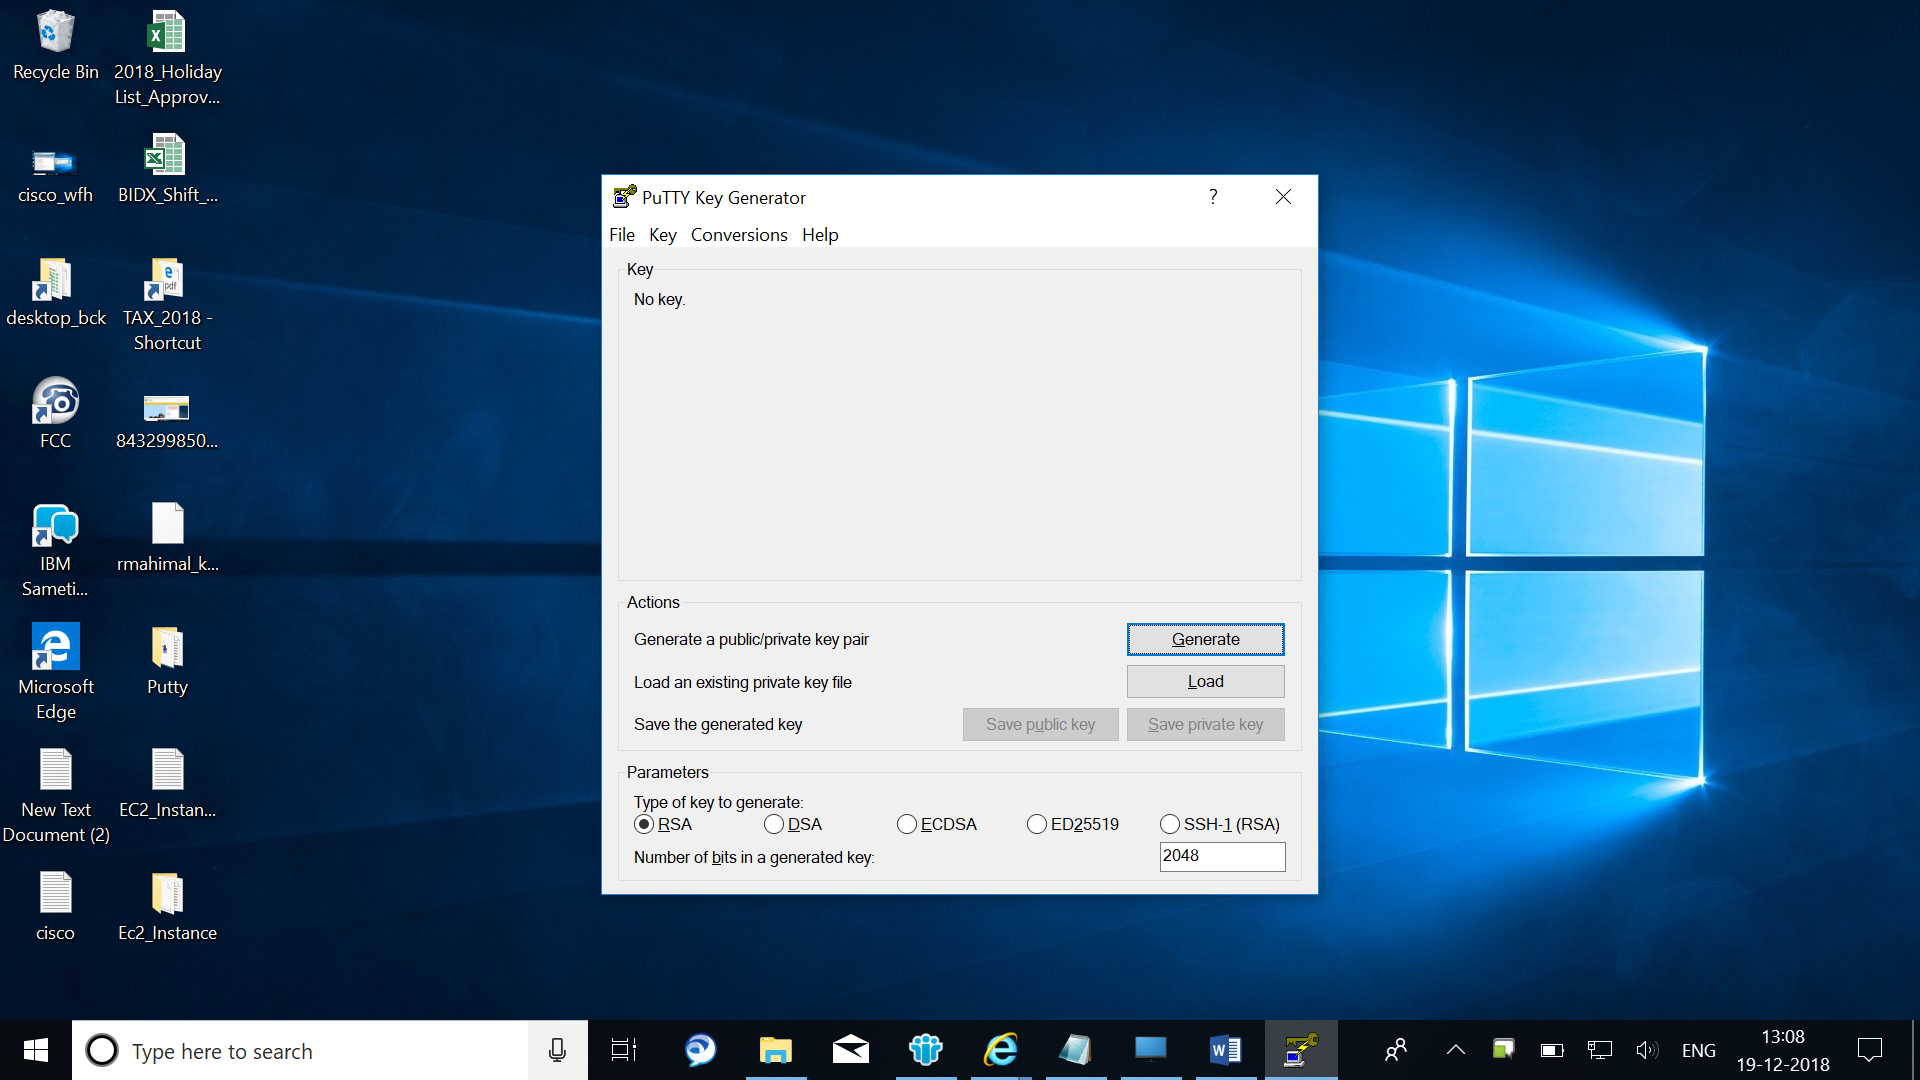 Recycle Bin
2018_Holiday
List_Approv...
cisco_wfh
BIDX_Shift_...
desktop_bck
TAX_2018 -
Shortcut
FCC
843299850...
IBM
Sameti...
rmahimal_k...
Microsoft
Edge
Putty
New Text
Document (2)
EC2_Instan...
cisco
Ec2_Instance
PuTTY Key Generator
File Key Conversions Help
Key
No key.
Actions
Generate a public/private key pair
Generate
Load an existing private key file
Load
Save the generated key
Save public key
Save private key
Parameters
Type of key to generate:
RSA DSA ECDSA ED25519 SSH-1 (RSA)
Number of bits in a generated key:
2048
Type here to search
ENG
13:08
19-12-2018